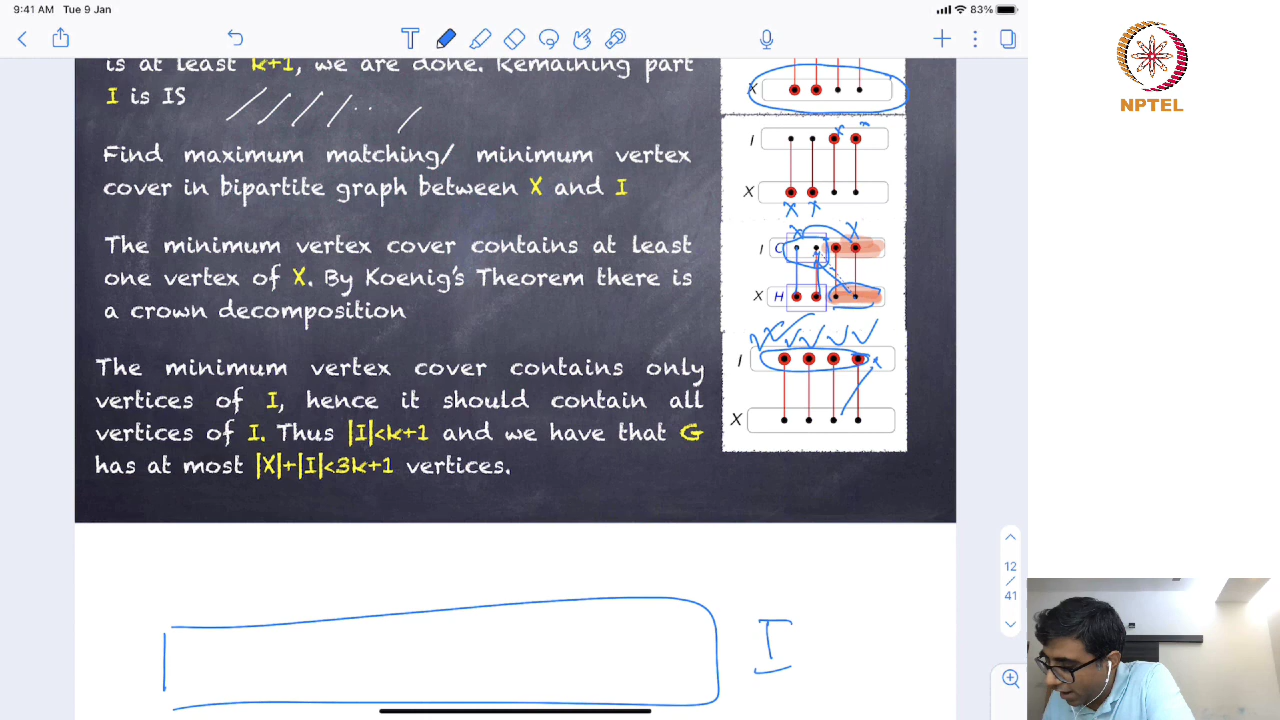 9:41 AM Tue 9 Jan
83%
is at least k+1, we are done. Remaining part
I is IS
Find maximum matching/ minimum vertex
cover in bipartite graph between X and I
The minimum vertex cover contains at least
one vertex of X. By Koenig's Theorem there is
a crown decomposition
The minimum vertex cover contains only
vertices of I, hence it should contain all
vertices of I. Thus |I|<k+1 and we have that G
has at most |X|+|I|<3k+1 vertices.
X
I
X
X
I C
X H
I
X
I
12
/
41
NPTEL